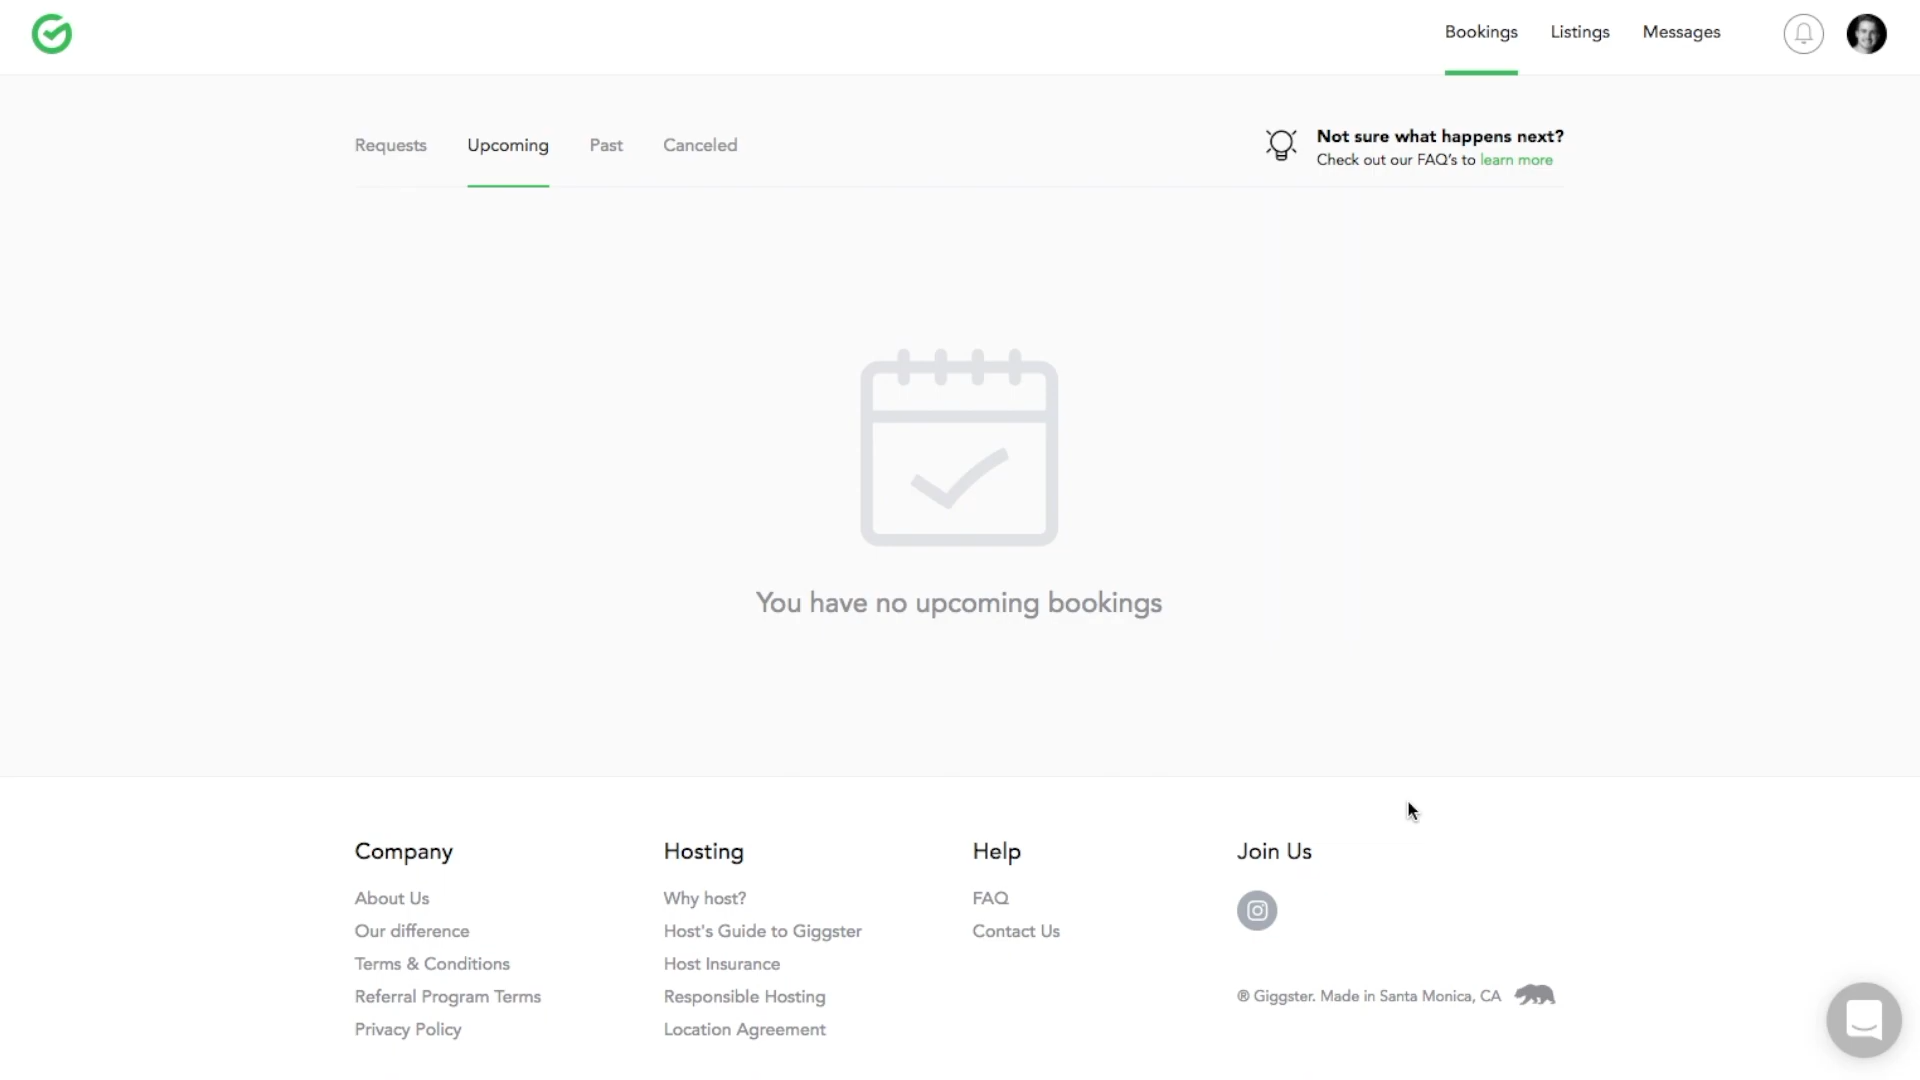 Bookings Listings Messages
Requests Upcoming Past Canceled
Not sure what happens next?
Check out our FAQ's to learn more
You have no upcoming bookings
Company
About Us
Our difference
Terms & Conditions
Referral Program Terms
Privacy Policy
Hosting
Why host?
Host's Guide to Giggster
Host Insurance
Responsible Hosting
Location Agreement
Help
FAQ
Contact Us
Join Us
® Giggster. Made in Santa Monica, CA